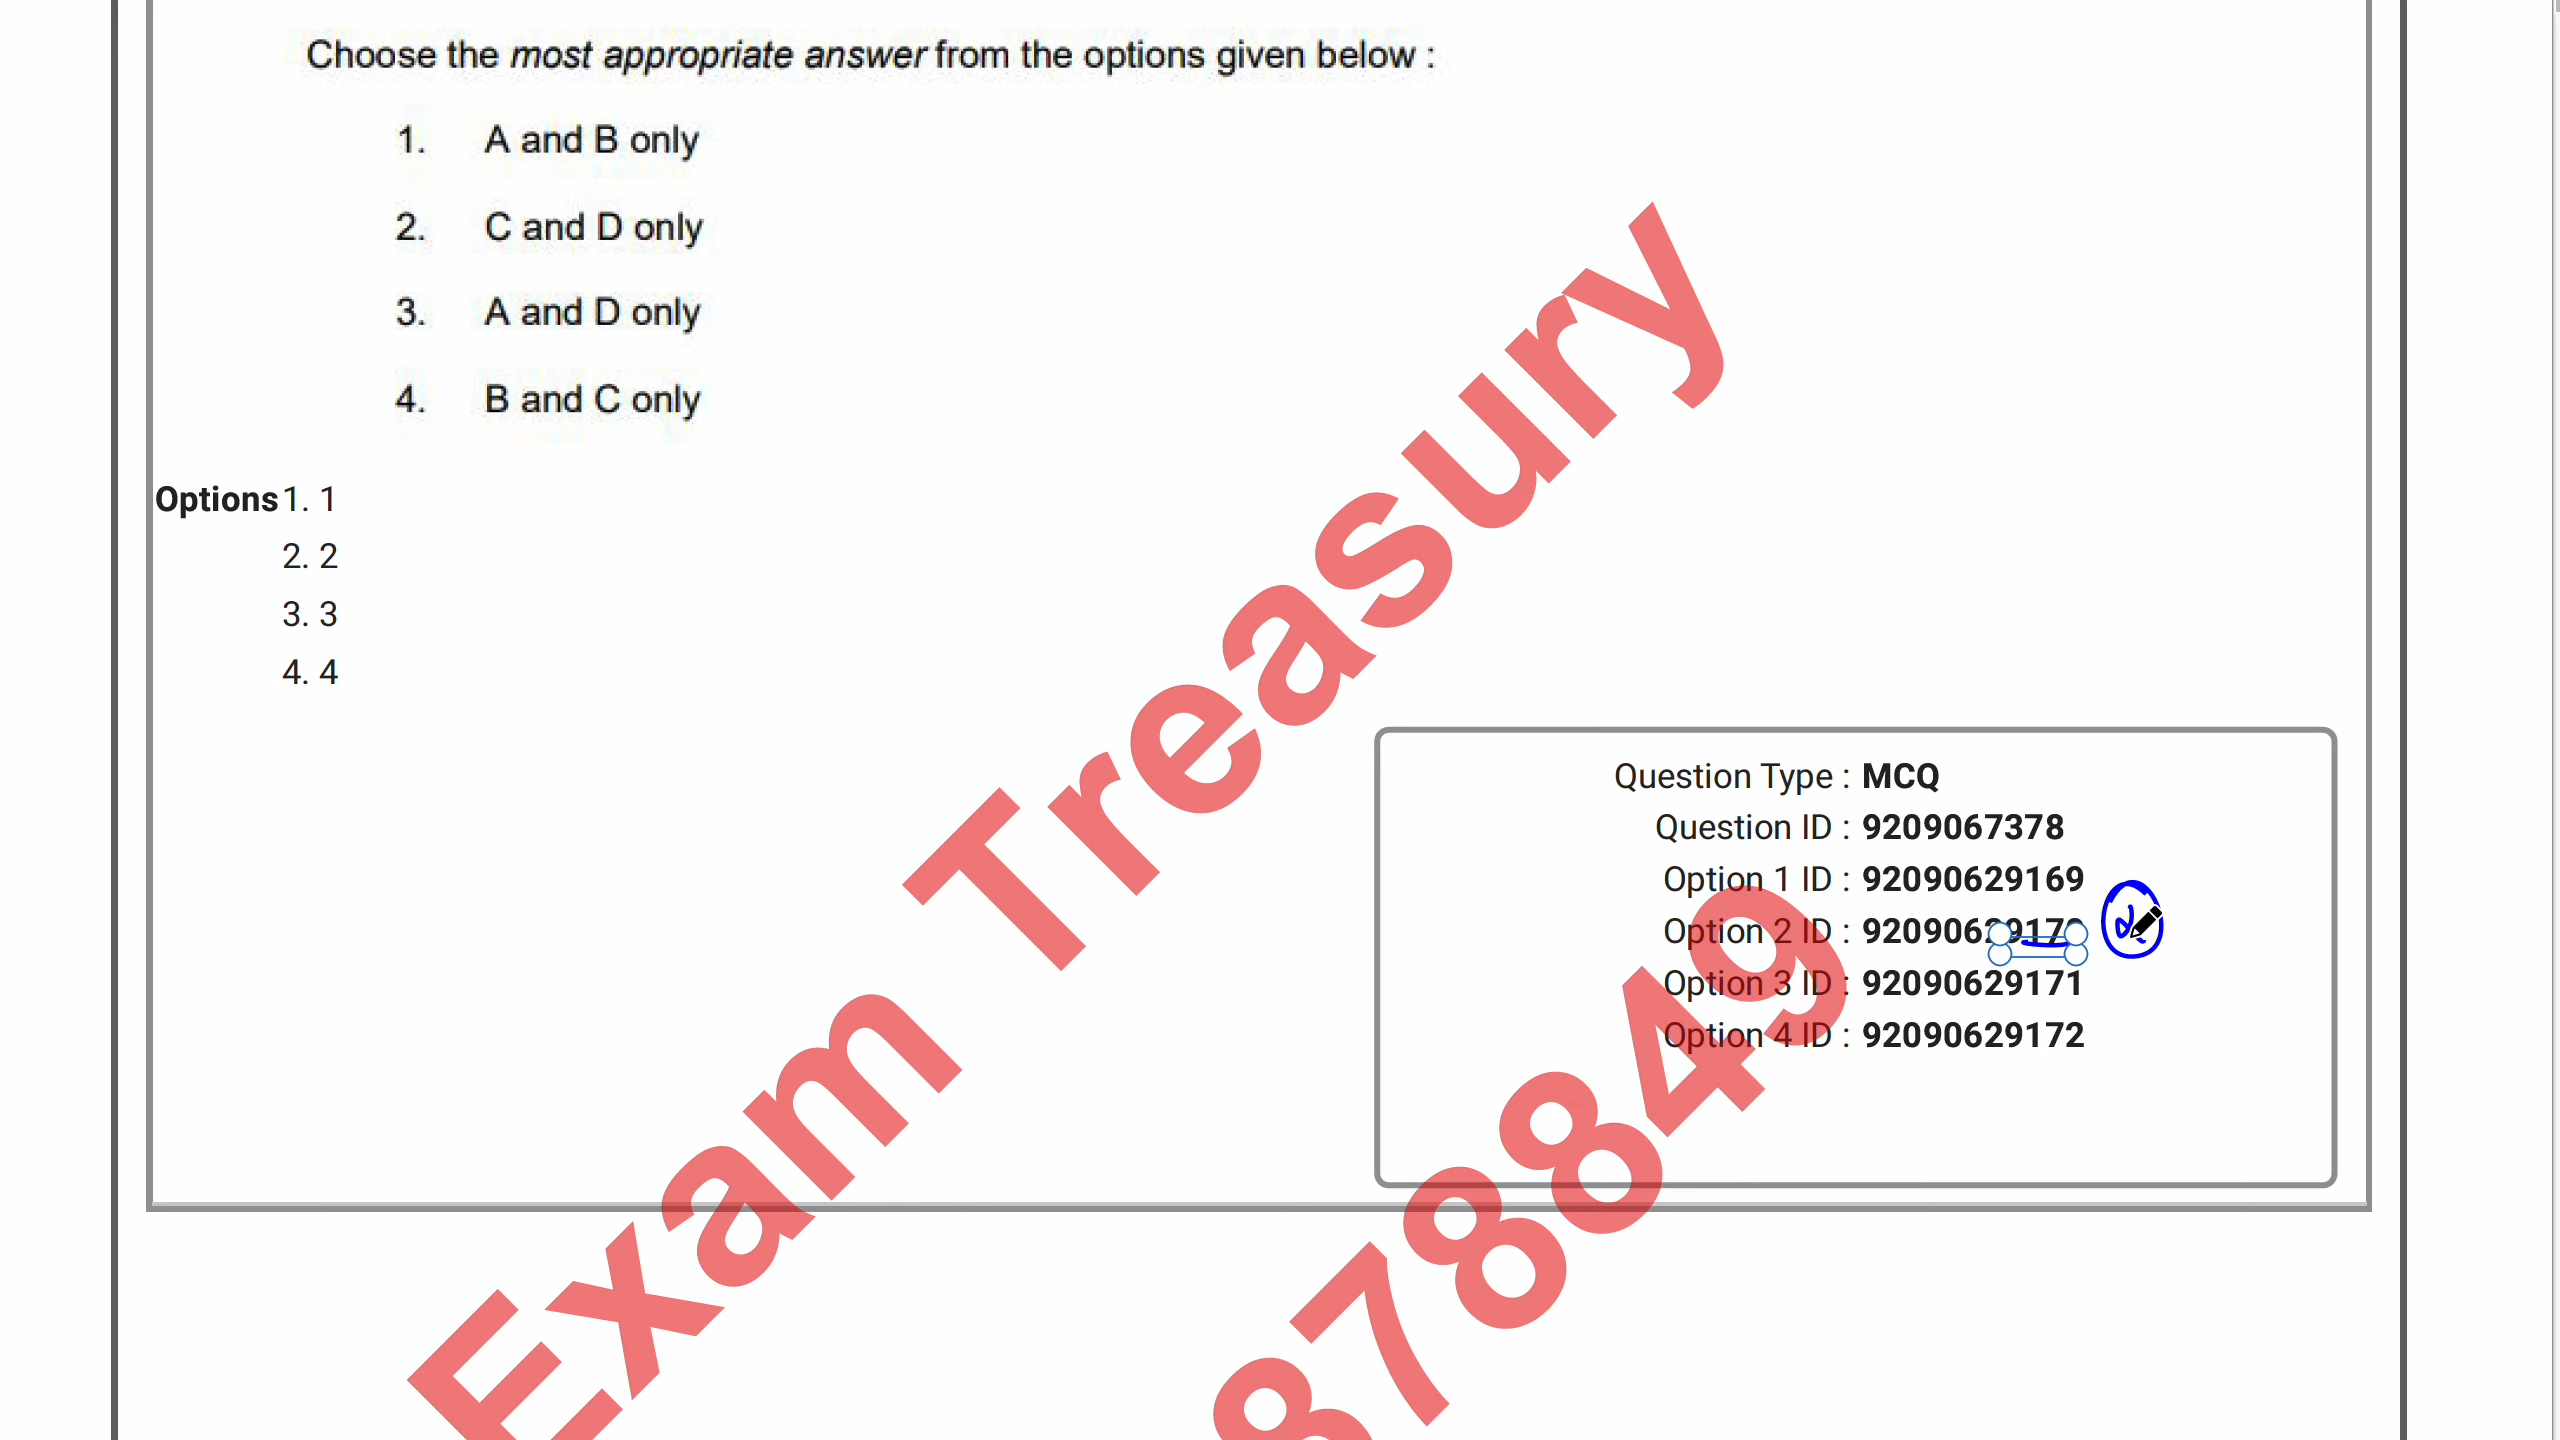 Choose the most appropriate answer from the options given below :
1. A and B only
2. C and D only
3. A and D only
4. B and C only
Options 1. 1
2. 2
3. 3
4. 4
Question Type : MCQ
Question ID : 9209067378
Option 1 ID : 92090629169
Option 2 ID :
Option 3 ID : 92090629171
Option 4 ID : 92090629172
Exam Treasury
878849